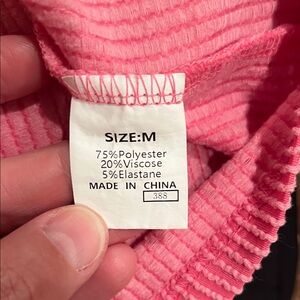 SIZE:M
75%Polyester
20%Viscose
5%Elastane
MADE IN CHINA
388